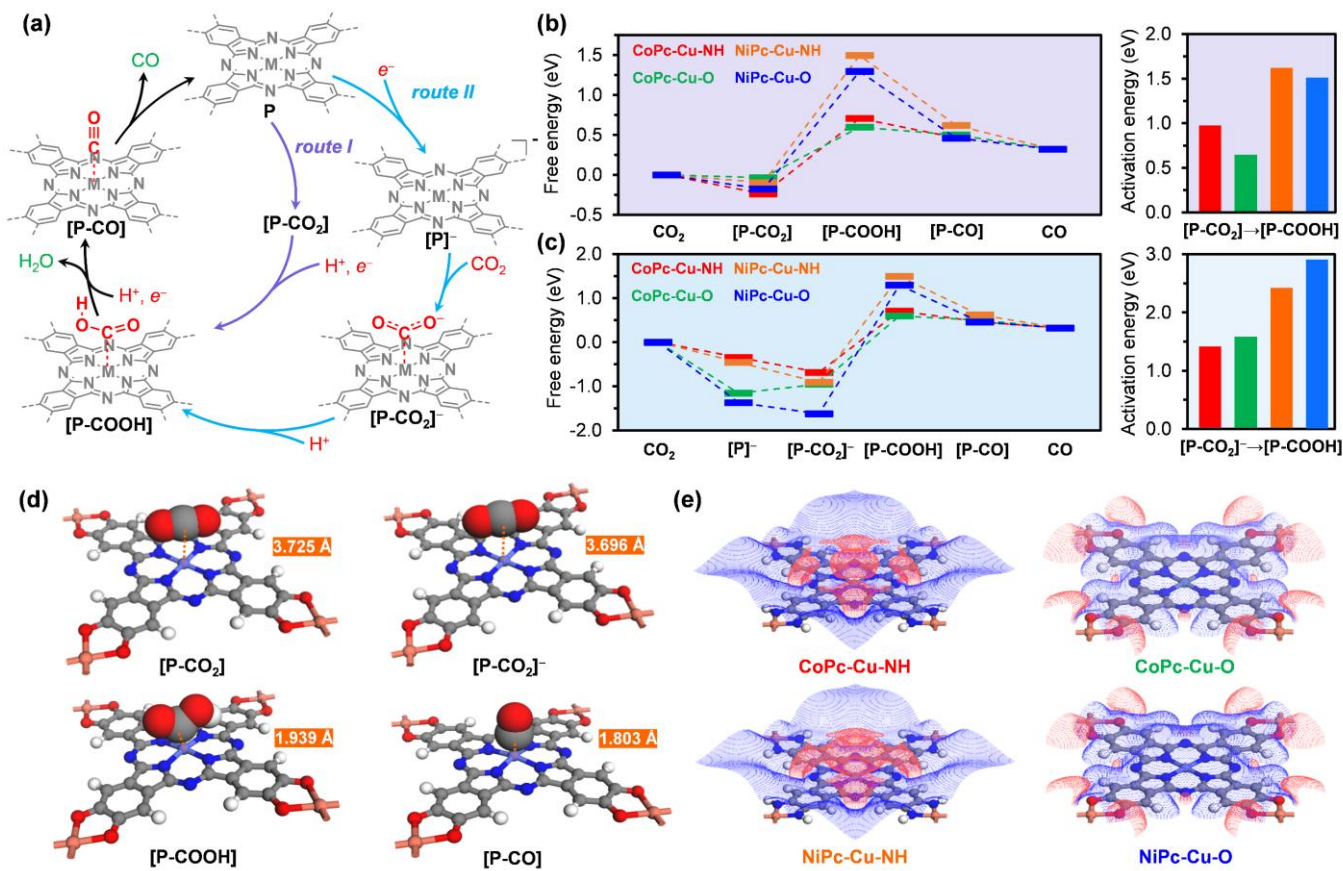 (a)
P
CO
e⁻
route II
route I
O
C
M
N
[P-CO]
[P-CO₂]
[P]⁻
H₂O
H⁺, e⁻
H⁺, e⁻
CO₂
H
O
C
O
M
N
[P-COOH]
O
C
O⁻
M
N
[P-CO₂]⁻
H⁺
(b)
CoPc-Cu-NH NiPc-Cu-NH
CoPc-Cu-O NiPc-Cu-O
Free energy (eV)
1.5
1.0
0.5
0.0
-0.5
CO₂ [P-CO₂] [P-COOH] [P-CO] CO
Activation energy (eV)
2.0
1.5
1.0
0.5
0.0
[P-CO₂]→[P-COOH]
(c)
CoPc-Cu-NH NiPc-Cu-NH
CoPc-Cu-O NiPc-Cu-O
Free energy (eV)
2.0
1.0
0.0
-1.0
-2.0
CO₂ [P]⁻ [P-CO₂]⁻ [P-COOH] [P-CO] CO
Activation energy (eV)
3.0
2.0
1.0
0.0
[P-CO₂]⁻→[P-COOH]
(d)
3.725 Å
[P-CO₂]
3.696 Å
[P-CO₂]⁻
1.939 Å
[P-COOH]
1.803 Å
[P-CO]
(e)
CoPc-Cu-NH
CoPc-Cu-O
NiPc-Cu-NH
NiPc-Cu-O